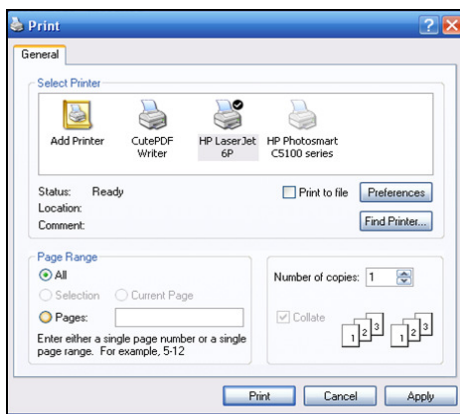 Print
General
Select Printer
Add Printer
CutePDF Writer
HP LaserJet 6P
HP Photosmart C5100 series
Status: Ready
Print to file
Preferences
Location:
Comment:
Find Printer...
Page Range
All
Selection
Current Page
Pages:
Enter either a single page number or a single
page range. For example, 5-12
Number of copies: 1
Collate
1 2 3 1 2 3
Print Cancel Apply